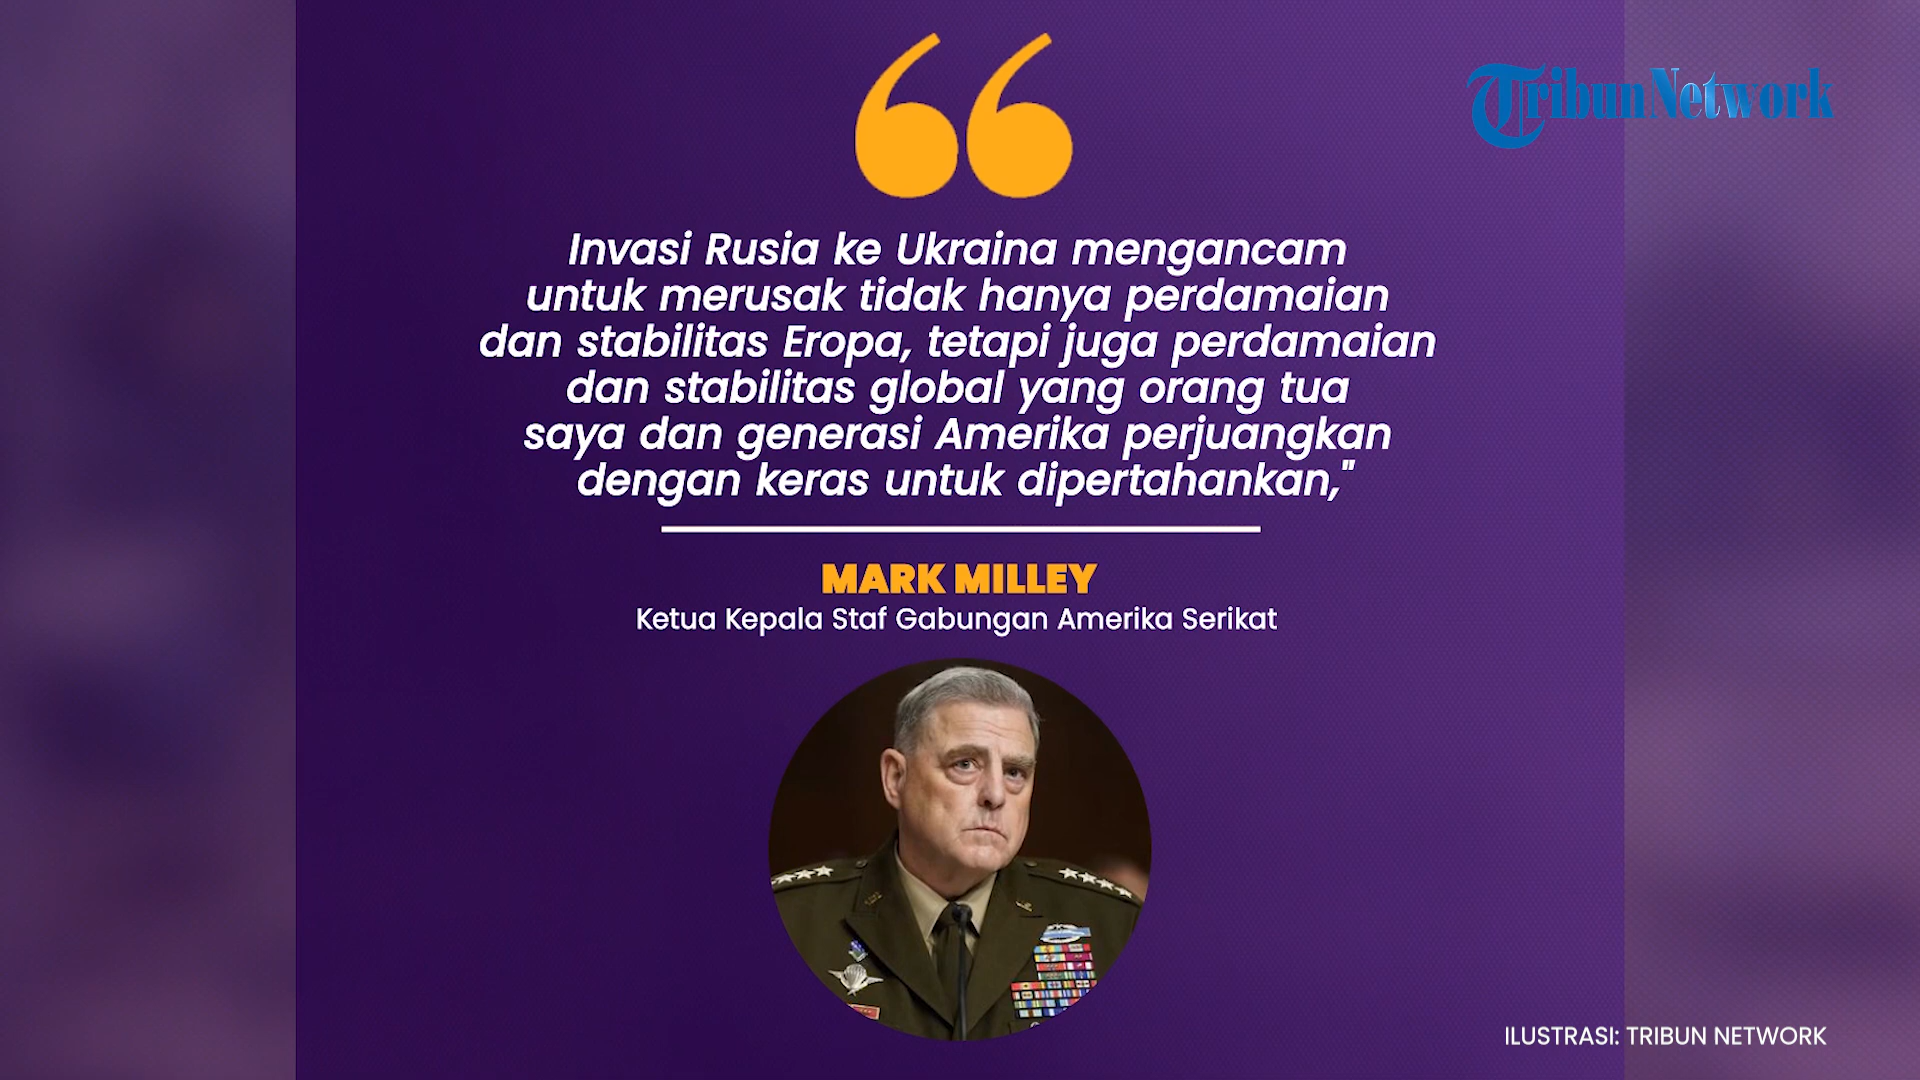 Tribun Network
Invasi Rusia ke Ukraina mengancam
untuk merusak tidak hanya perdamaian
dan stabilitas Eropa, tetapi juga perdamaian
dan stabilitas global yang orang tua
saya dan generasi Amerika perjuangkan
dengan keras untuk dipertahankan,"
MARK MILLEY
Ketua Kepala Staf Gabungan Amerika Serikat
ILUSTRASI: TRIBUN NETWORK